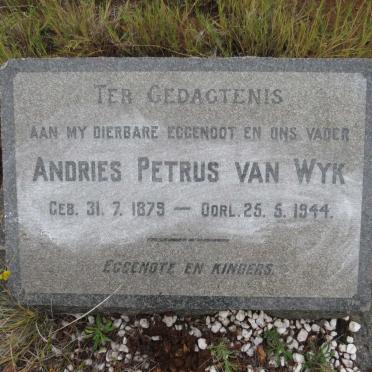 TER GEDAGTENIS
AAN MY DIERBARE EGGENOOT EN ONS VADER
ANDRIES PETRUS VAN WYK
GEB. 31. 7. 1879 — OORL. 25. 5. 1944.
EGGENOTE EN KINDERS.